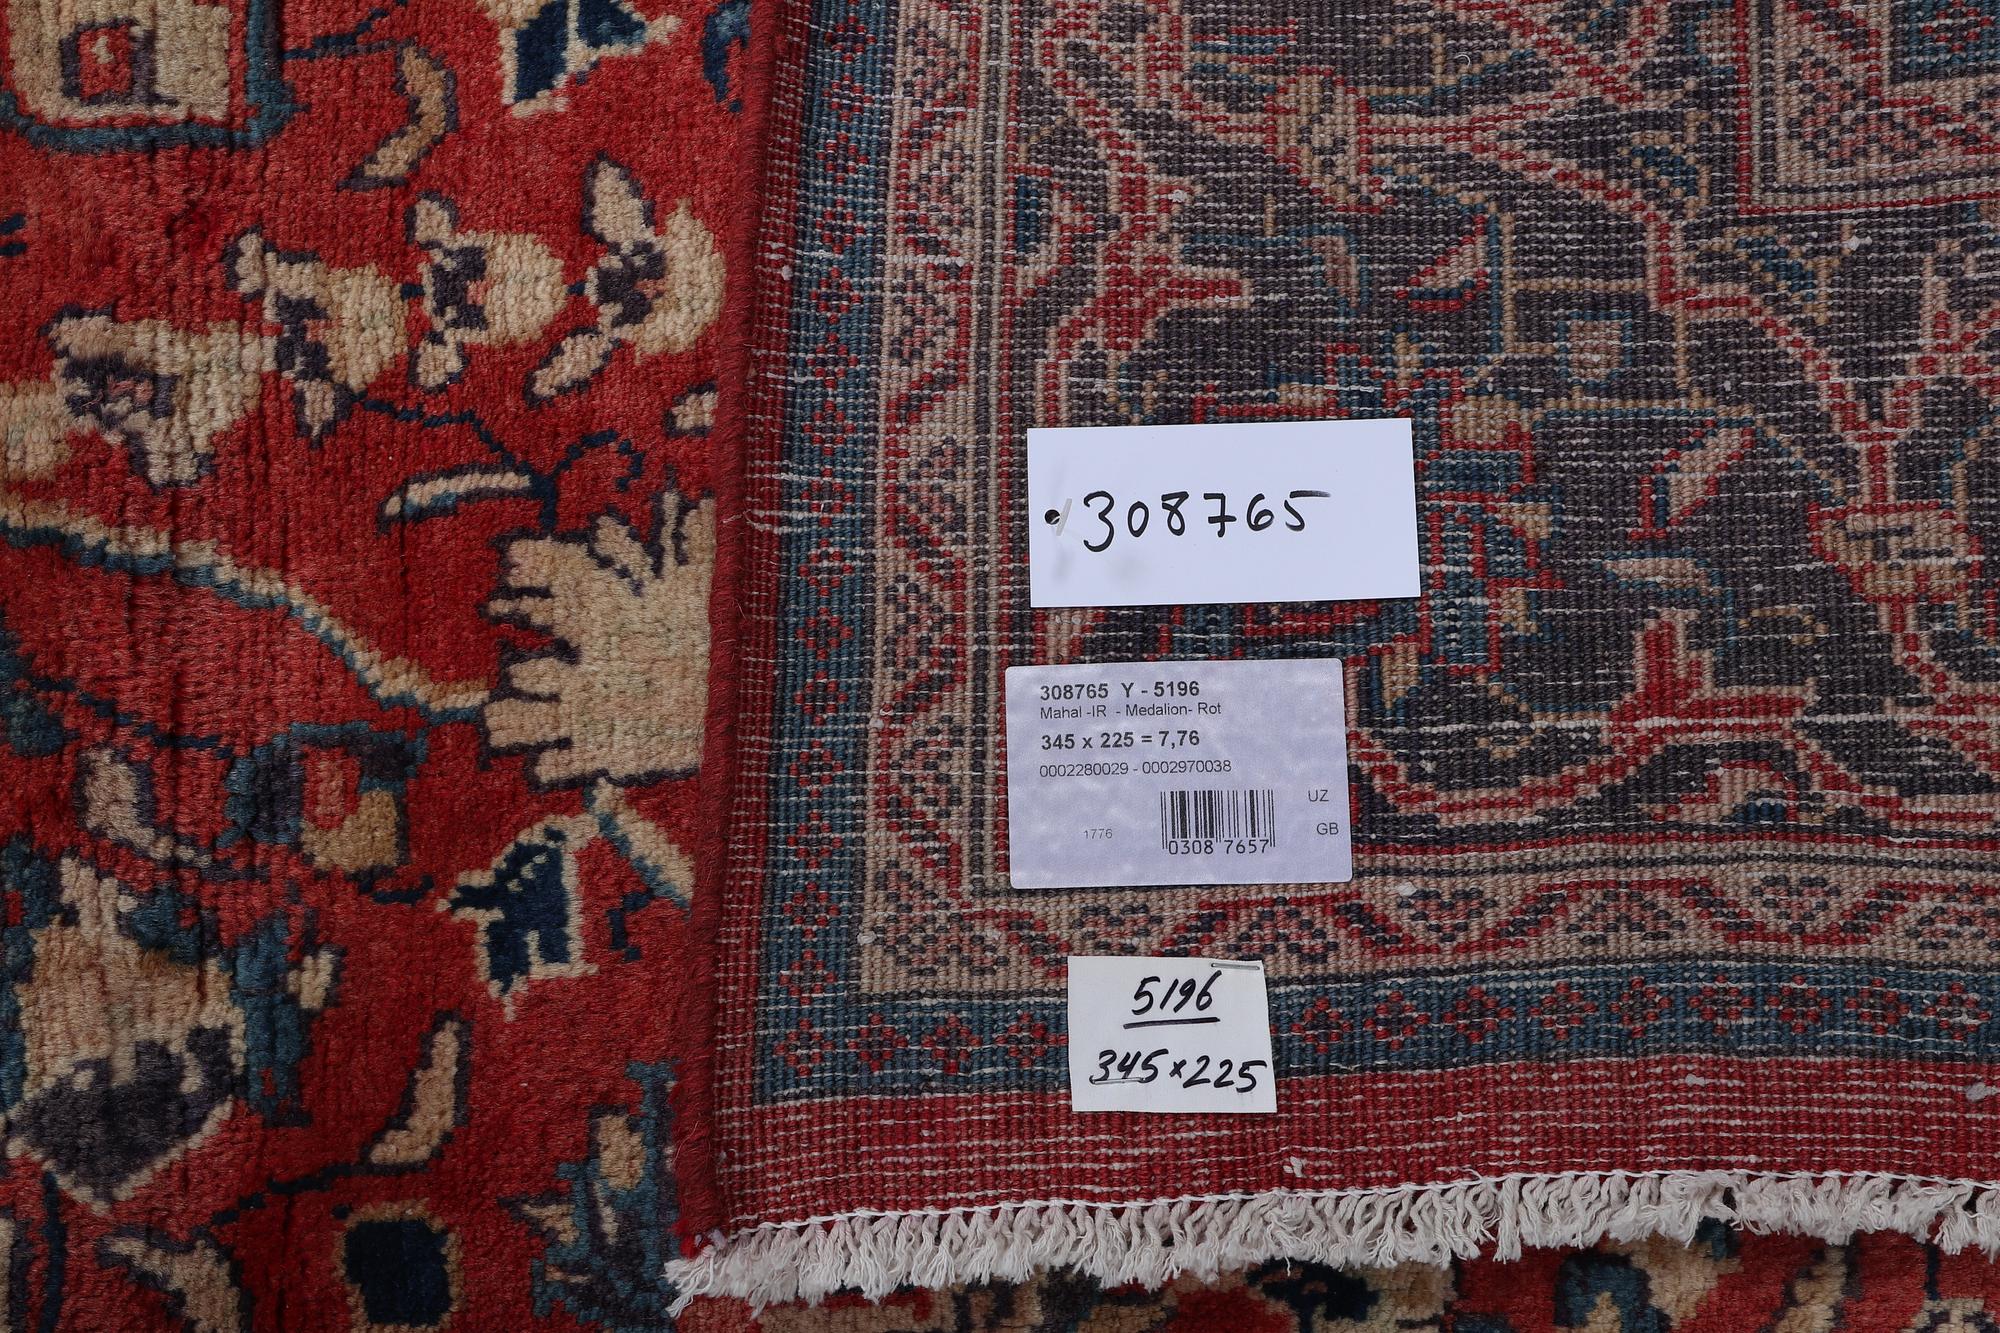 308765
308765 Y - 5196
Mahal -IR - Medalion- Rot
345 x 225 = 7,76
0002280029 - 0002970038
UZ
1776
GB
0308 7657
5196
345x225